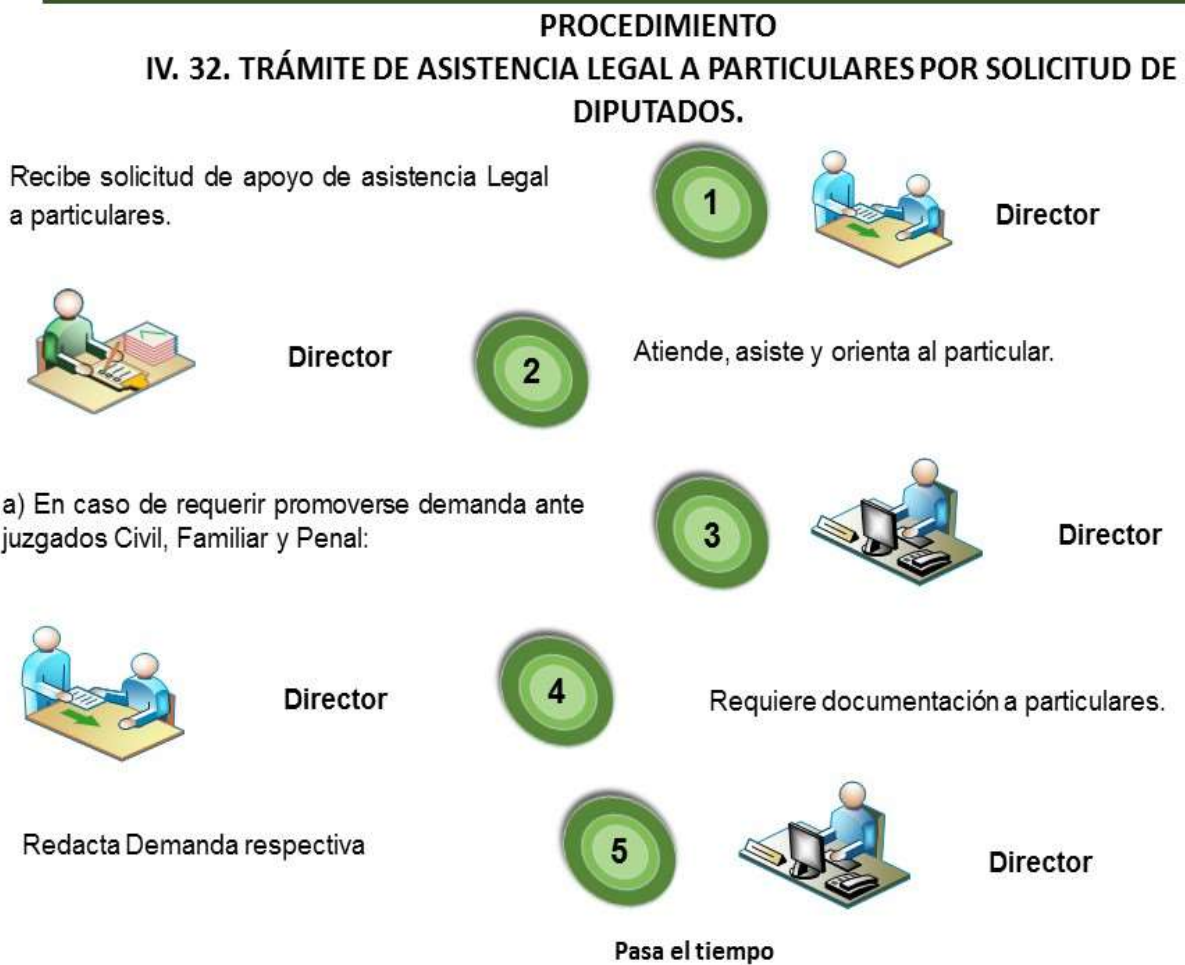 PROCEDIMIENTO
IV. 32. TRÁMITE DE ASISTENCIA LEGAL A PARTICULARES POR SOLICITUD DE
DIPUTADOS.
Recibe solicitud de apoyo de asistencia Legal
a particulares.
1
Director
Director
2
Atiende, asiste y orienta al particular.
a) En caso de requerir promoverse demanda ante
juzgados Civil, Familiar y Penal:
3
Director
Director
4
Requiere documentación a particulares.
Redacta Demanda respectiva
5
Director
Pasa el tiempo